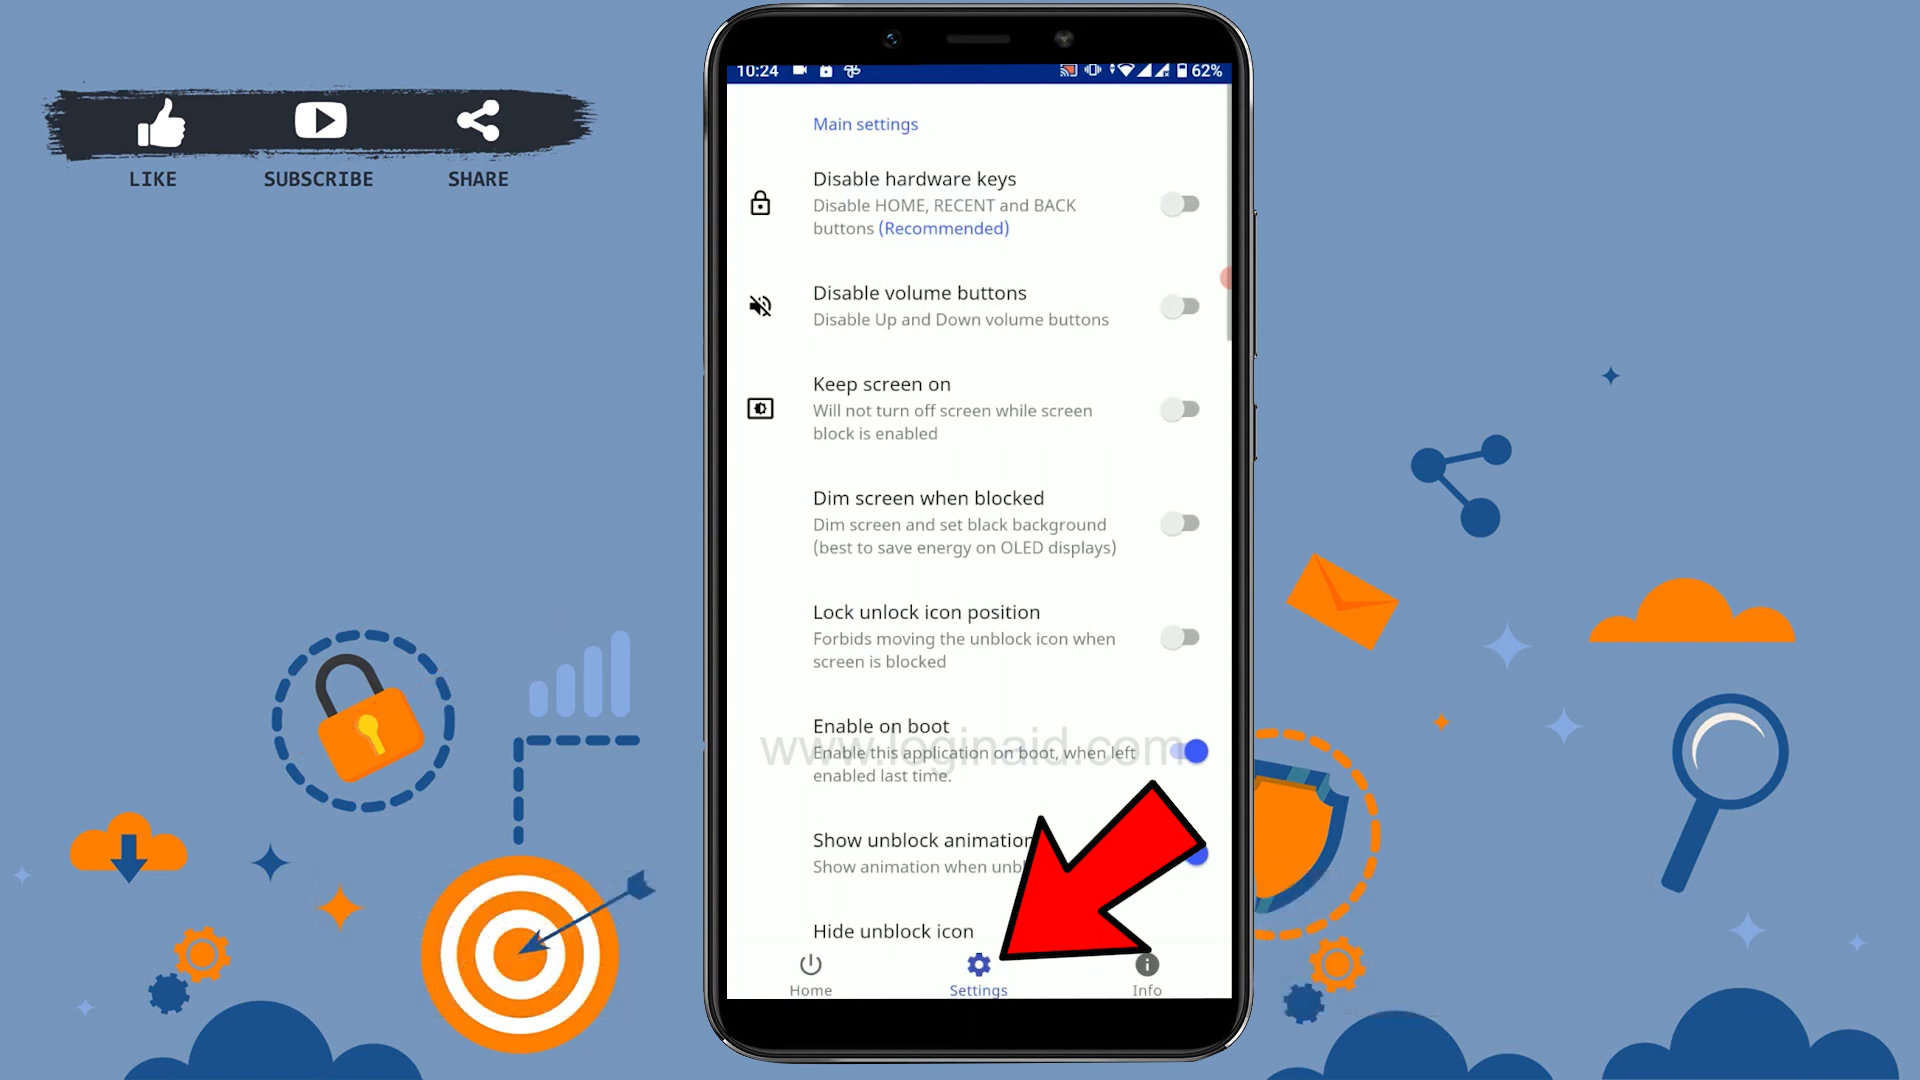 LIKE SUBSCRIBE SHARE
10:24 62%
Main settings
Disable hardware keys
Disable HOME, RECENT and BACK
buttons (Recommended)
Disable volume buttons
Disable Up and Down volume buttons
Keep screen on
Will not turn off screen while screen
block is enabled
Dim screen when blocked
Dim screen and set black background
(best to save energy on OLED displays)
Lock unlock icon position
Forbids moving the unblock icon when
screen is blocked
Enable on boot
www.loginaid.com
Enable this application on boot, when left
enabled last time.
Show unblock animation
Show animation when
Hide unblock icon
Home Settings Info